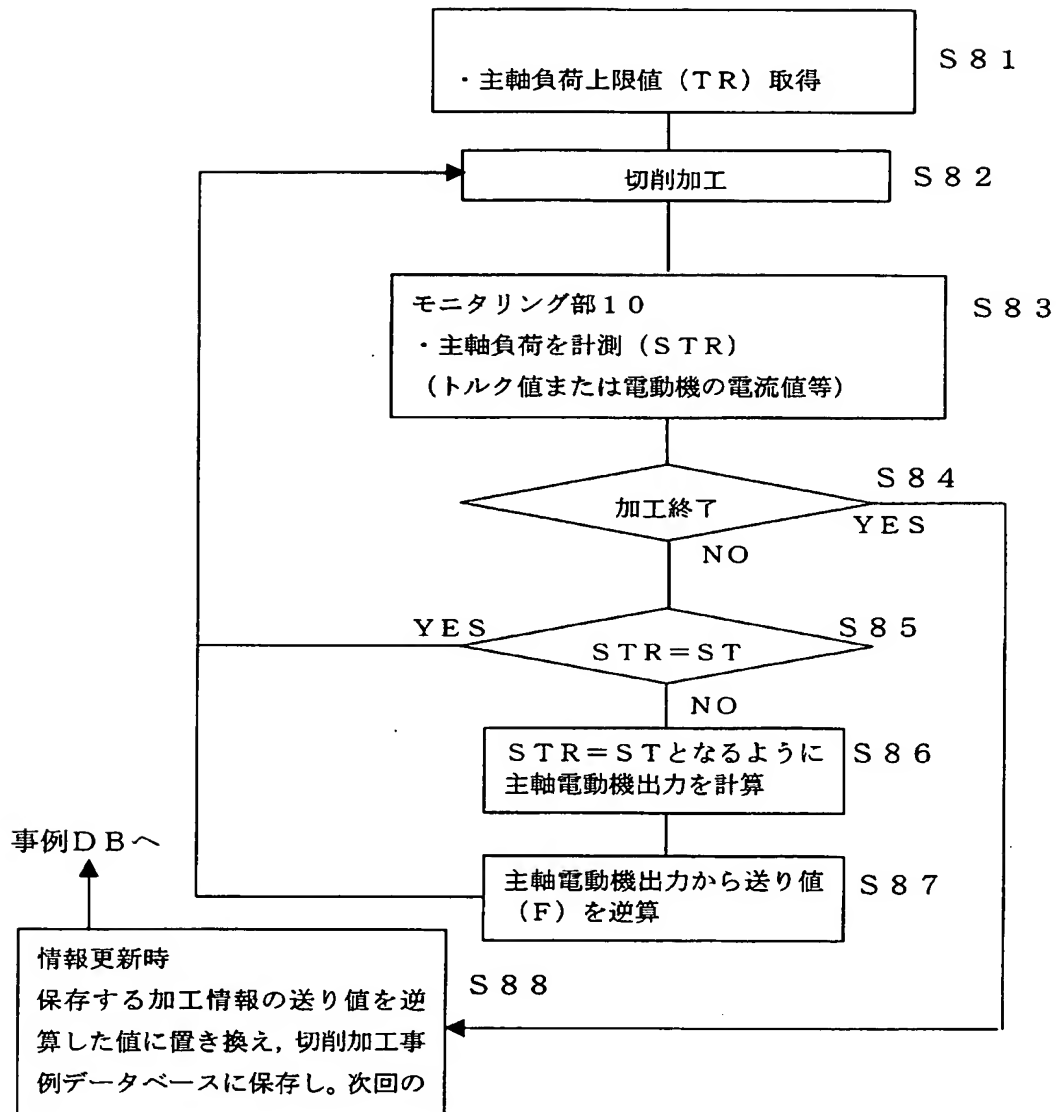 ・主軸負荷上限値（TR）取得
S81
切削加工
S82
モニタリング部10
・主軸負荷を計測（STR）
（トルク値または電動機の電流値等）
S83
加工終了
S84
YES
NO
STR＝ST
S85
YES
NO
STR＝STとなるように
主軸電動機出力を計算
S86
主軸電動機出力から送り値
（F）を逆算
S87
事例DBへ
情報更新時
保存する加工情報の送り値を逆
算した値に置き換え，切削加工事
例データベースに保存し。次回の
S88